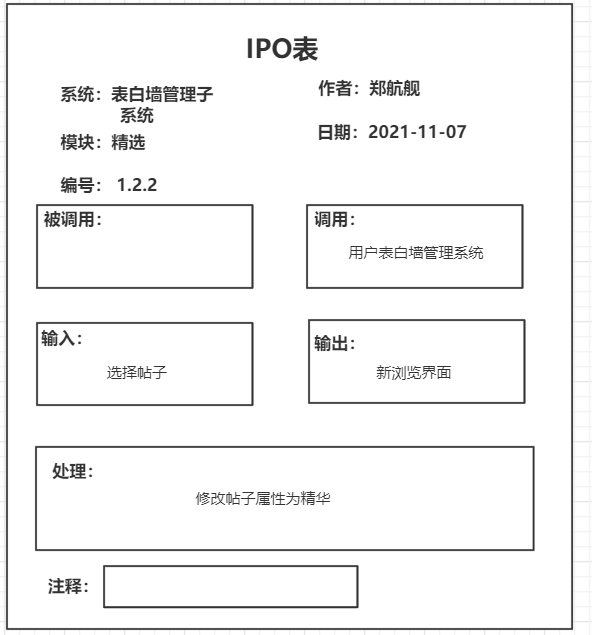 IPO表
系统：表白墙管理子
系统
作者：郑航舰
模块：精选
日期：2021-11-07
编号： 1.2.2
被调用：
调用：
用户表白墙管理系统
输入：
选择帖子
输出：
新浏览界面
处理：
修改帖子属性为精华
注释：